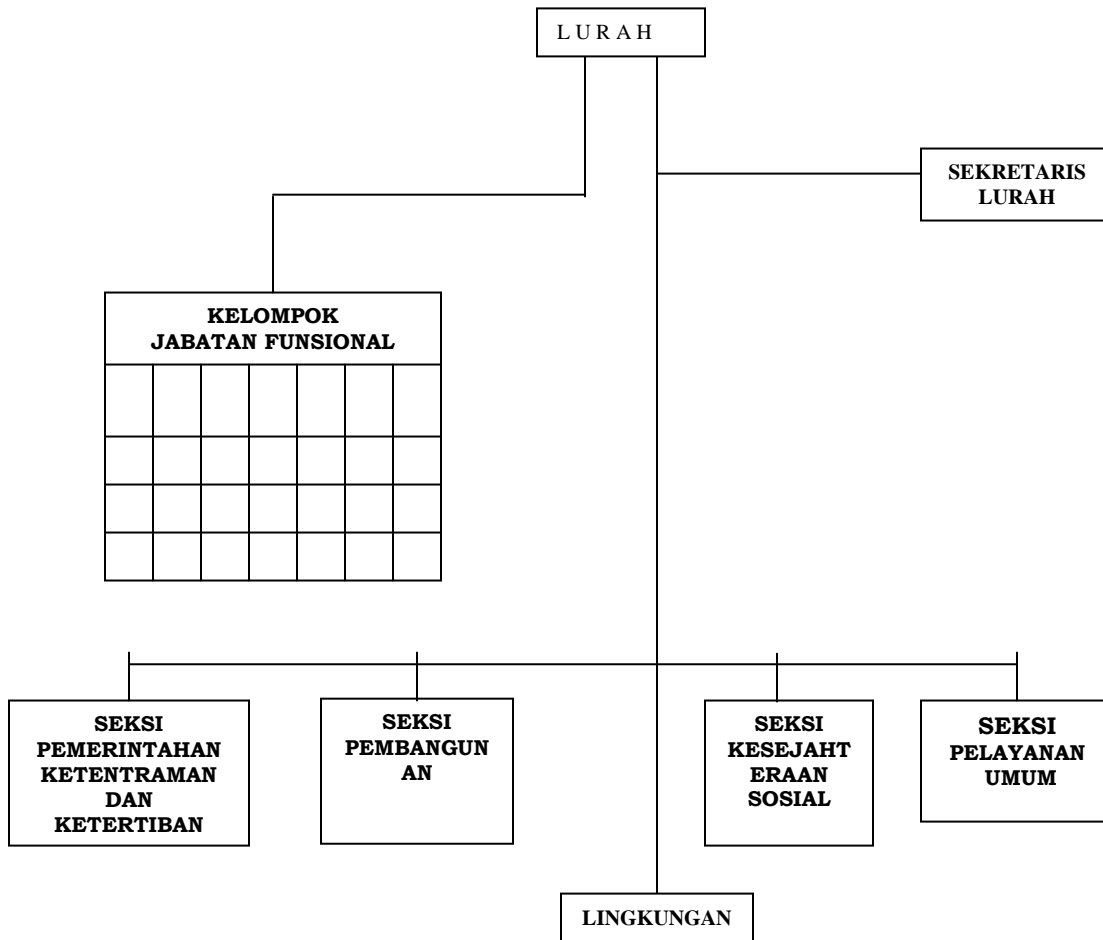 L U R A H
SEKRETARIS
LURAH
KELOMPOK
JABATAN FUNSIONAL
SEKSI
PEMERINTAHAN
KETENTRAMAN
DAN
KETERTIBAN
SEKSI
PEMBANGUN
AN
SEKSI
KESEJAHT
ERAAN
SOSIAL
SEKSI
PELAYANAN
UMUM
LINGKUNGAN